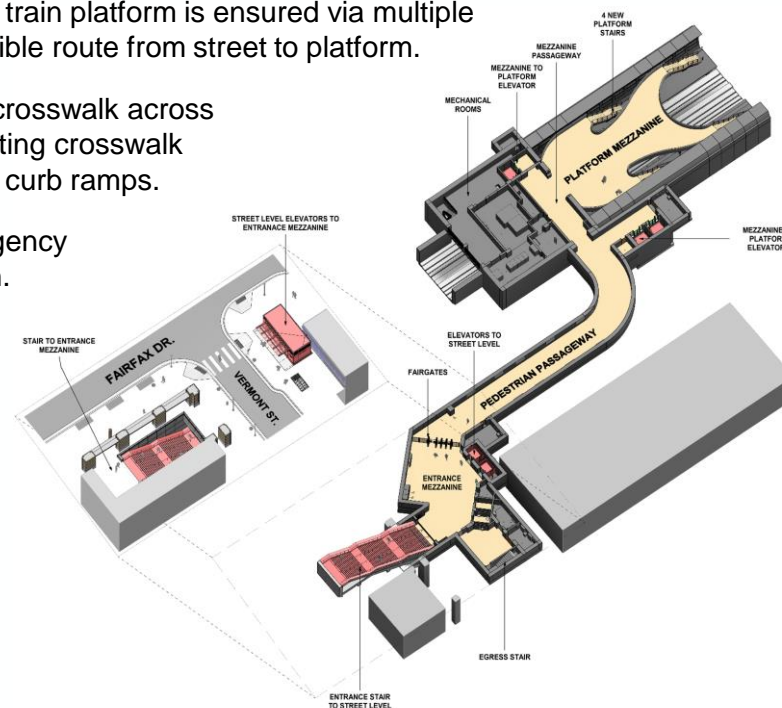 train platform is ensured via multiple
ible route from street to platform.
crosswalk across
ting crosswalk
curb ramps.
gency
4 NEW
PLATFORM
STAIRS
MEZZANINE
PASSAGEWAY
MEZZANINE TO
PLATFORM
ELEVATOR
MECHANICAL
ROOMS
PLATFORM MEZZANINE
STREET LEVEL ELEVATORS TO
ENTRANACE MEZZANINE
MEZZANINE
PLATF
ELEVAT
STAIR TO ENTRANCE
MEZZANINE
FAIRFAX DR.
VERMONT ST.
ELEVATORS TO
STREET LEVEL
FAIRGATES
PEDESTRIAN PASSAGEWAY
ENTRANCE
MEZZANINE
EGRESS STAIR
ENTRANCE STAIR
TO STREET LEVEL